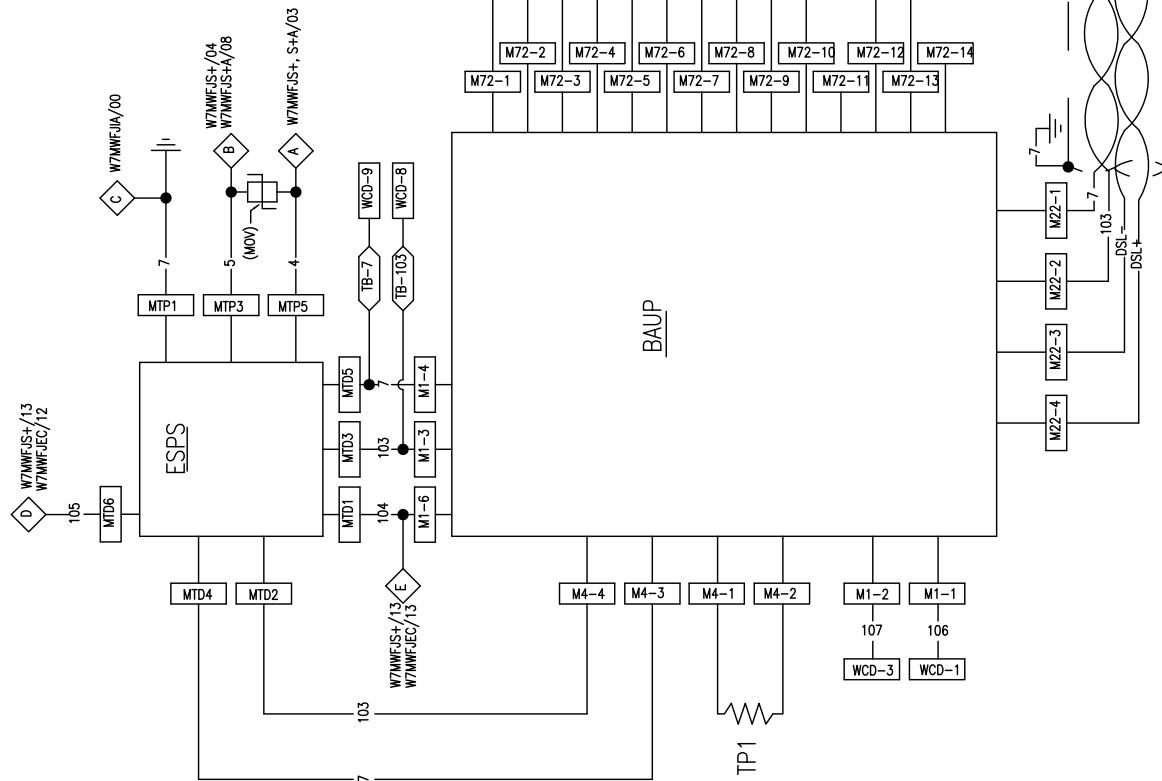 D
W7MWFJS+/13
W7MWFJEC/12
105
MTD6
C
W7MWFJIA/00
7
MTP1
B
W7MWFJS+/04
W7MWFJS+A/08
5
MTP3
(MOV)
A
W7MWFJS+, S+A/03
4
MTP5
ESPS
MTD4
MTD2
MTD1
MTD3
MTD5
104
103
7
TB-7
WCD-9
TB-103
WCD-8
M1-6
M1-3
M1-4
E
W7MWFJS+/13
W7MWFJEC/13
103
7
BAUP
M4-4
M4-3
M4-1
M4-2
TP1
M1-2
107
WCD-3
M1-1
106
WCD-1
M72-1
M72-2
M72-3
M72-4
M72-5
M72-6
M72-7
M72-8
M72-9
M72-10
M72-11
M72-12
M72-13
M72-14
M22-1
7
7
M22-2
103
M22-3
DSL-
M22-4
DSL+